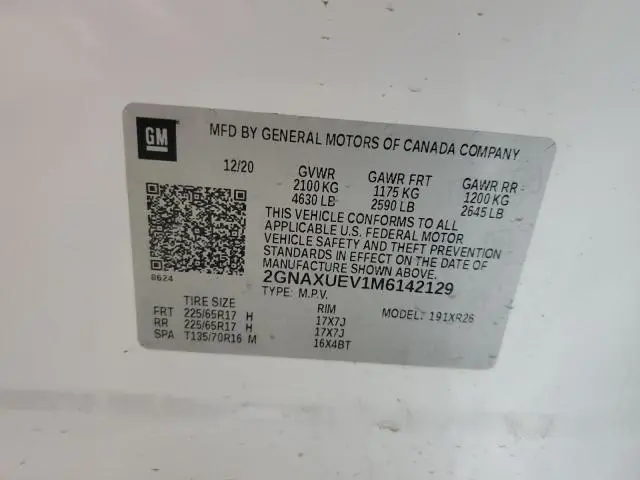 GM MFD BY GENERAL MOTORS OF CANADA COMPANY
12/20 GVWR GAWR FRT GAWR RR
2100 KG 1175 KG 1200 KG
4630 LB 2590 LB 2645 LB
THIS VEHICLE CONFORMS TO ALL
APPLICABLE U.S. FEDERAL MOTOR
VEHICLE SAFETY AND THEFT PREVENTION
STANDARDS IN EFFECT ON THE DATE OF
MANUFACTURE SHOWN ABOVE.
8624 2GNAXUEV1M6142129
TYPE: M.P.V. MODEL: 191XR26
TIRE SIZE RIM
FRT 225/65R17 H 17X7J
RR 225/65R17 H 17X7J
SPA T135/70R16 M 16X4BT